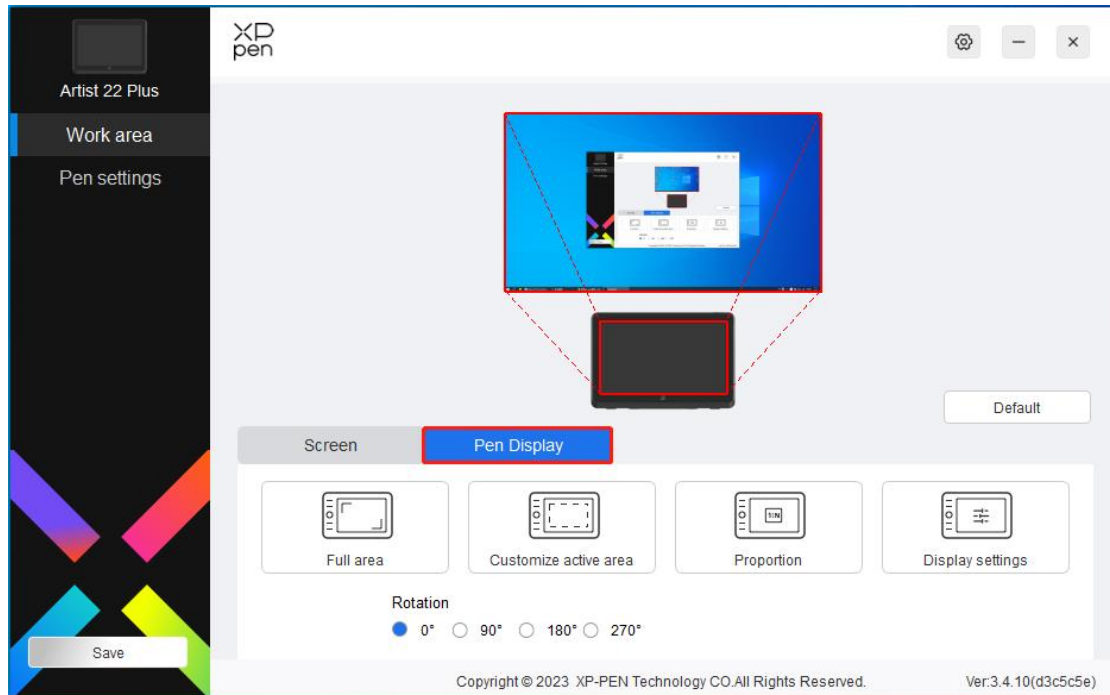 XP
pen
Artist 22 Plus
Work area
Pen settings
Default
Screen
Pen Display
Full area
Customize active area
1:N
Proportion
Display settings
Rotation
0° 90° 180° 270°
Save
Copyright © 2023 XP-PEN Technology CO.All Rights Reserved.
Ver:3.4.10(d3c5c5e)